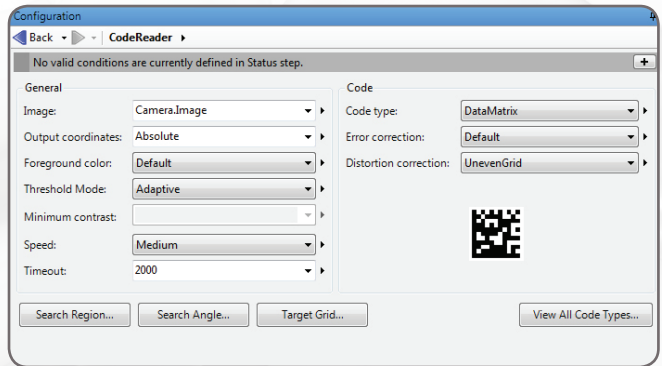 Configuration
Back CodeReader
No valid conditions are currently defined in Status step. +
General
Image: Camera.Image
Output coordinates: Absolute
Foreground color: Default
Threshold Mode: Adaptive
Minimum contrast:
Speed: Medium
Timeout: 2000
Code
Code type: DataMatrix
Error correction: Default
Distortion correction: UnevenGrid
Search Region... Search Angle... Target Grid... View All Code Types...